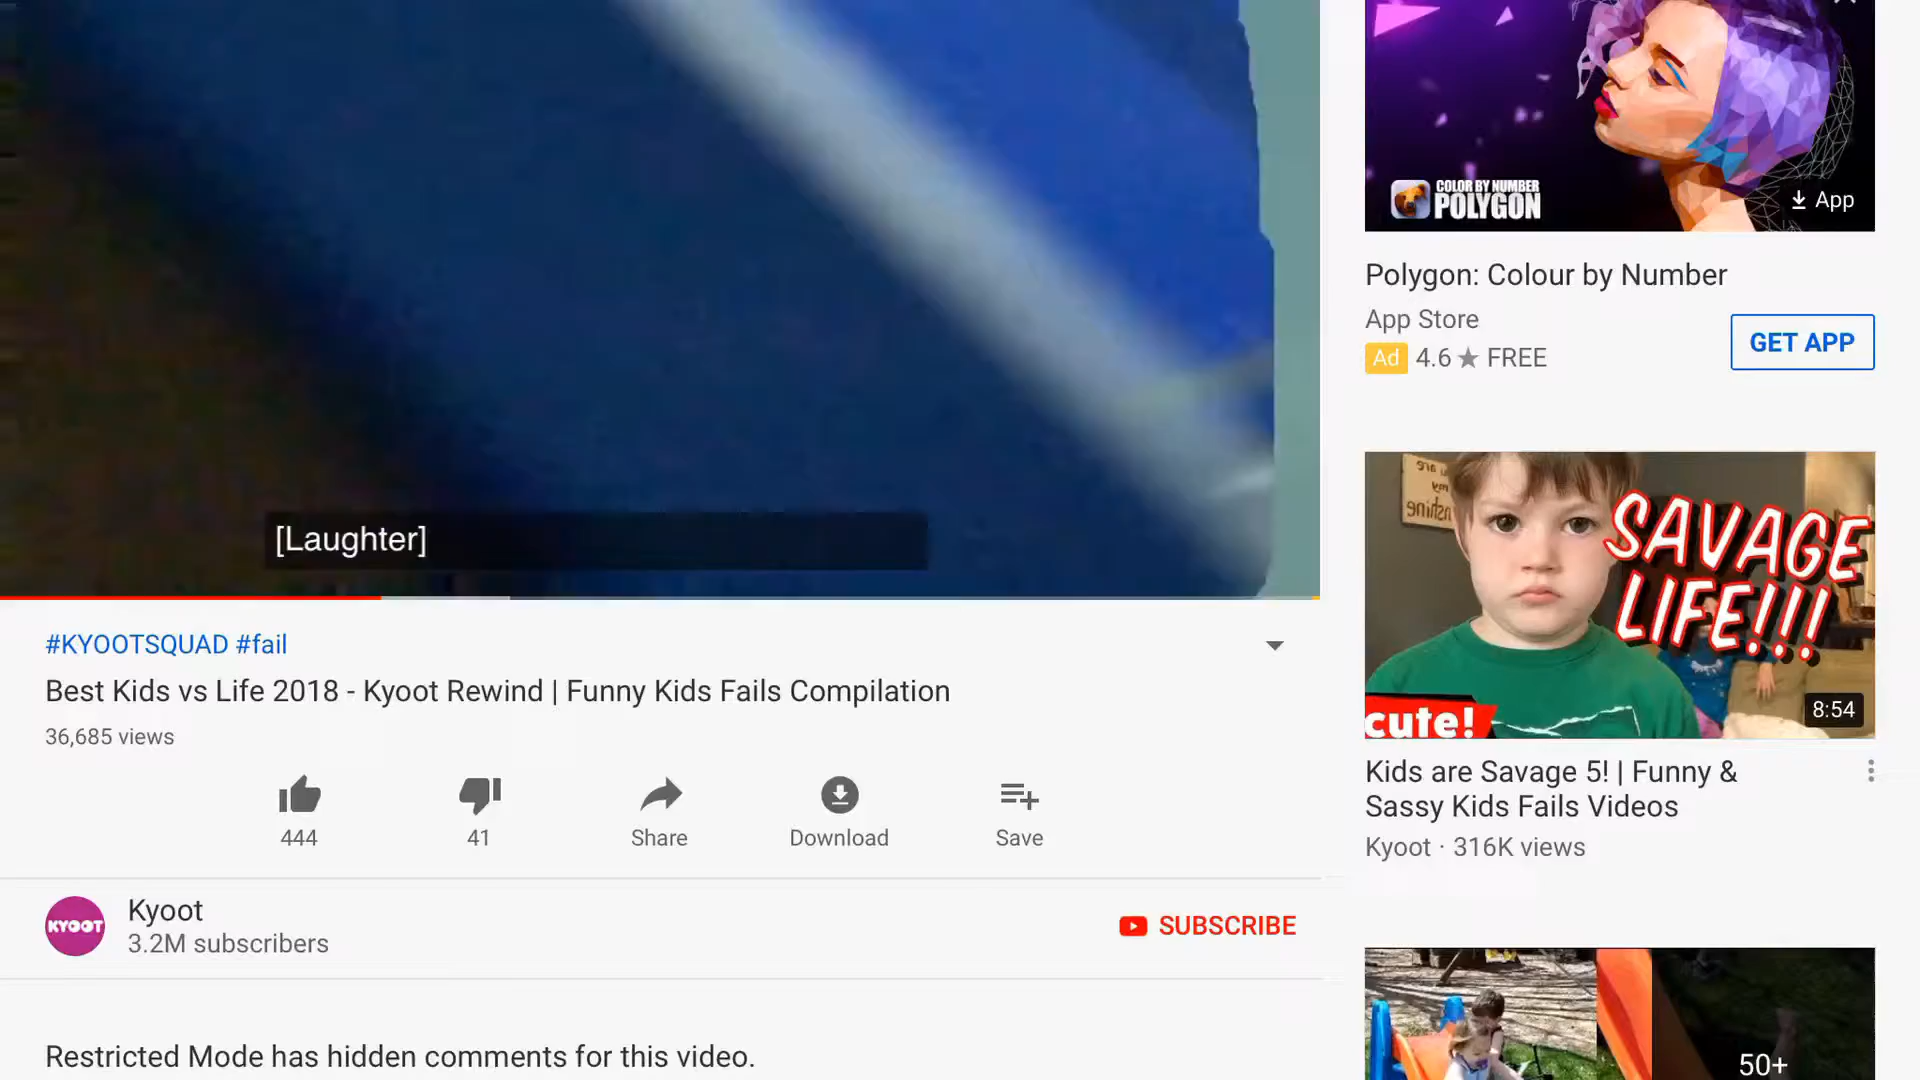 [Laughter]
#KYOOTSQUAD #fail
Best Kids vs Life 2018 - Kyoot Rewind | Funny Kids Fails Compilation
36,685 views
444
41
Share
Download
Save
KYOOT
Kyoot
3.2M subscribers
SUBSCRIBE
Restricted Mode has hidden comments for this video.
COLOR BY NUMBER
POLYGON
App
Polygon: Colour by Number
App Store
Ad 4.6 ★ FREE
GET APP
are
my
SAVAGE
LIFE!!!
cute!
8:54
Kids are Savage 5! | Funny &
Sassy Kids Fails Videos
Kyoot · 316K views
50+